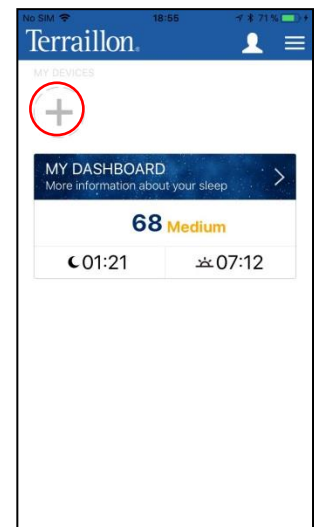 No SIM 18:55 71%
Terraillon.
MY DEVICES
MY DASHBOARD
More information about your sleep
68 Medium
01:21 07:12